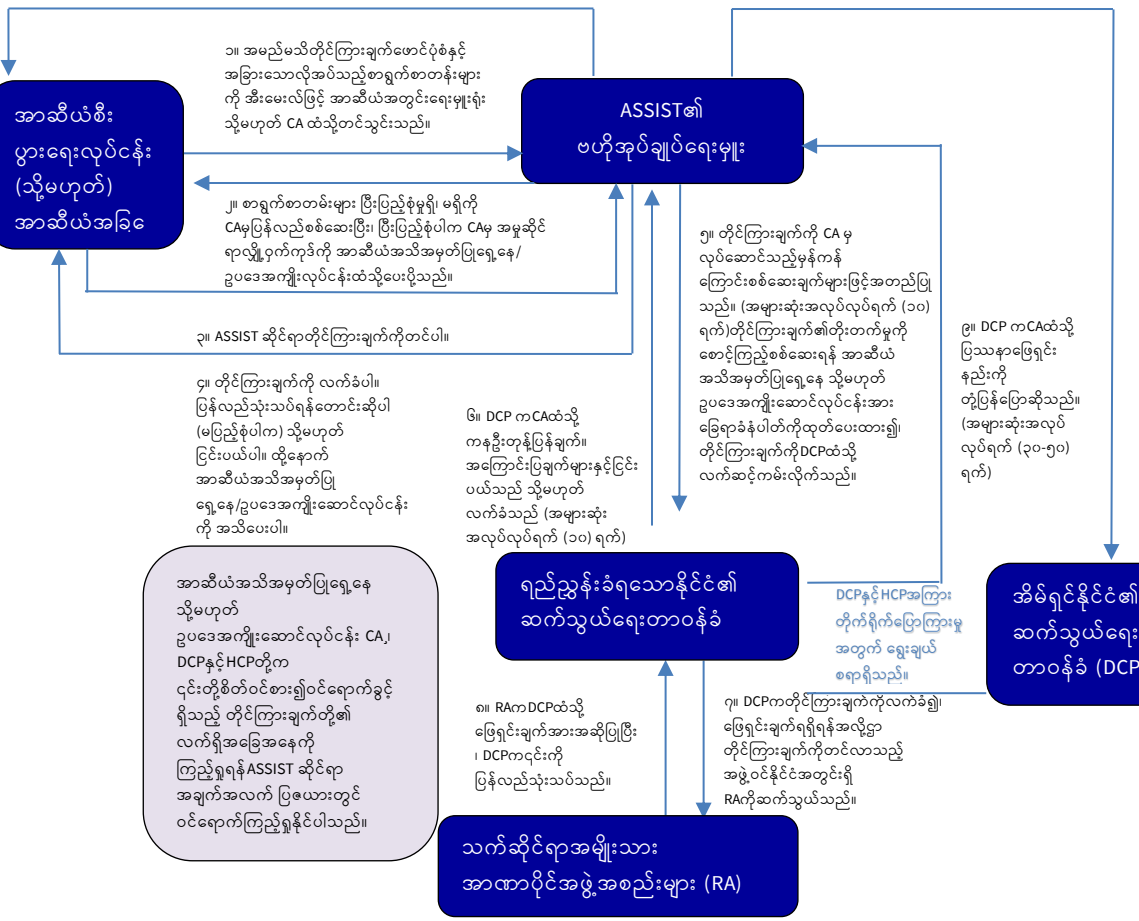 အာဆီယံစီး
ပွားရေးလုပ်ငန်း
(သို့မဟုတ်)
အာဆီယံအခြေ
၁။ အမည်မသိတိုင်ကြားချက်ဖောင်ပုံစံနှင့်
အခြားသောလိုအပ်သည့်စာရွက်စာတန်းများ
ကို အီးမေးလ်ဖြင့် အာဆီယံအတွင်းရေးမှူးရုံး
သို့မဟုတ် CA ထံသို့တင်သွင်းသည်။
ASSIST၏
ဗဟိုအုပ်ချုပ်ရေးမှူး
၂။ စာရွက်စာတမ်းများ ပြီးပြည့်စုံမှုရှိ၊ မရှိကို
CAမှပြန်လည်စစ်ဆေးပြီး၊ ပြီးပြည့်စုံပါက CAမှ အမှုဆိုင်
ရာလျှို့ဝှက်ကုဒ်ကို အာဆီယံအသိအမှတ်ပြုရှေ့နေ/
ဥပဒေအကျိုးလုပ်ငန်းထံသို့ပေးပို့သည်။
၃။ ASSIST ဆိုင်ရာတိုင်ကြားချက်ကိုတင်ပါ။
၄။ တိုင်ကြားချက်ကို လက်ခံပါ။
ပြန်လည်သုံးသပ်ရန်တောင်းဆိုပါ
(မပြည့်စုံပါက) သို့မဟုတ်
ငြင်းပယ်ပါ။ ထို့နောက်
အာဆီယံအသိအမှတ်ပြု
ရှေ့နေ/ဥပဒေအကျိုးဆောင်လုပ်ငန်း
ကို အသိပေးပါ။
၅။ တိုင်ကြားချက်ကို CA မှ
လုပ်ဆောင်သည့်မှန်ကန်
ကြောင်းစစ်ဆေးချက်များဖြင့်အတည်ပြု
သည်။ (အများဆုံးအလုပ်လုပ်ရက် (၁၀)
ရက်)တိုင်ကြားချက်၏တိုးတက်မှုကို
စောင့်ကြည့်စစ်ဆေးရန် အာဆီယံ
အသိအမှတ်ပြုရှေ့နေ သို့မဟုတ်
ဥပဒေအကျိုးဆောင်လုပ်ငန်းအား
ခြေရာခံနံပါတ်ကိုထုတ်ပေးထား၍၊
တိုင်ကြားချက်ကိုDCPထံသို့
လက်ဆင့်ကမ်းလိုက်သည်။
၆။ DCP ကCAထံသို့
ကနဦးတုန့်ပြန်ချက်။
အကြောင်းပြချက်များနှင့်ငြင်း
ပယ်သည် သို့မဟုတ်
လက်ခံသည် (အများဆုံး
အလုပ်လုပ်ရက် (၁၀) ရက်)
၉။ DCP ကCAထံသို့
ပြဿနာဖြေရှင်း
နည်းကို
တုံ့ပြန်ပြောဆိုသည်။
(အများဆုံးအလုပ်
လုပ်ရက် (၃၀-၅၀)
ရက်)
အာဆီယံအသိအမှတ်ပြုရှေ့နေ
သို့မဟုတ်
ဥပဒေအကျိုးဆောင်လုပ်ငန်း CA၂၊
DCPနှင့်HCPတို့က
၎င်းတို့စိတ်ဝင်စား၍ဝင်ရောက်ခွင့်
ရှိသည့် တိုင်ကြားချက်တို့၏
လက်ရှိအခြေအနေကို
ကြည့်ရှုရန်ASSIST ဆိုင်ရာ
အချက်အလက် ပြဇယားတွင်
ဝင်ရောက်ကြည့်ရှုနိုင်ပါသည်။
ရည်ညွှန်းခံရသောနိုင်ငံ၏
ဆက်သွယ်ရေးတာဝန်ခံ
DCPနှင့်HCPအကြား
တိုက်ရိုက်ပြောကြားမှု
အတွက် ရွေးချယ်
စရာရှိသည်။
အိမ်ရှင်နိုင်ငံ၏
ဆက်သွယ်ရေး
တာဝန်ခံ (DCP
၈။ RAကDCPထံသို့
ဖြေရှင်းချက်အားအဆိုပြုပြီး
၊ DCPက၎င်းကို
ပြန်လည်သုံးသပ်သည်။
၇။ DCPကတိုင်ကြားကဲကိုလက်ခံ၍၊
ဖြေရှင်းချက်ရရှိရန်အလို့ဌာ
တိုင်ကြားချက်ကိုတင်လာသည့်
အဖွဲ့ဝင်နိုင်ငံအတွင်းရှိ
RAကိုဆက်သွယ်သည်။
သက်ဆိုင်ရာအမျိုးသား
အာဏာပိုင်အဖွဲ့အစည်းများ (RA)